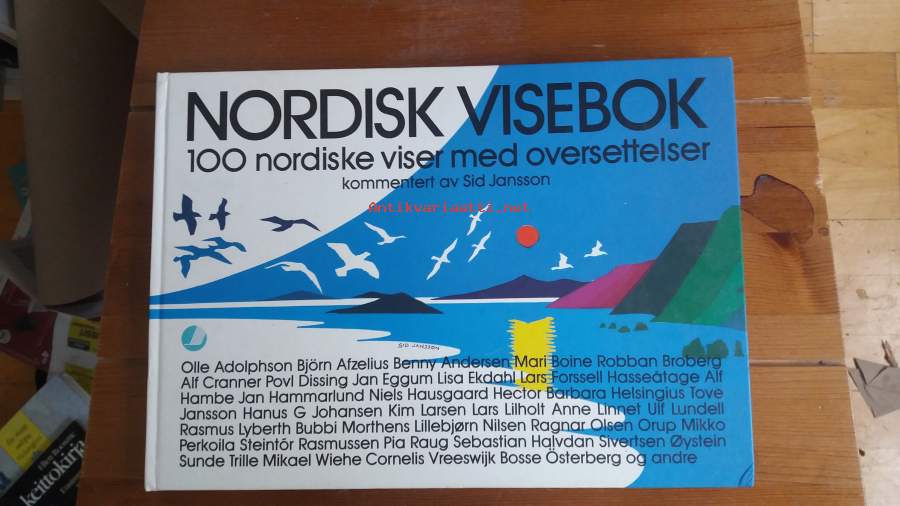 NORDISK VISEBOK
100 nordiske viser med oversettelser
kommentert av Sid Jansson
Antikvariaatti.net
SID JANSSON
Olle Adolphson Björn Afzelius Benny Andersen Mari Boine Robban Broberg
Alf Cranner Povl Dissing Jan Eggum Lisa Ekdahl Lars Forssell Hasseåtage Alf
Hambe Jan Hammarlund Niels Hausgaard Hector Barbara Helsingius Tove
Jansson Hanus G Johansen Kim Larsen Lars Lilholt Anne Linnet Ulf Lundell
Rasmus Lyberth Bubbi Morthens Lillebjørn Nilsen Ragnar Olsen Orup Mikko
Perkoila Steintór Rasmussen Pia Raug Sebastian Halvdan Sivertsen Øystein
Sunde Trille Mikael Wiehe Cornelis Vreeswijk Bosse Österberg og andre
keittokirja